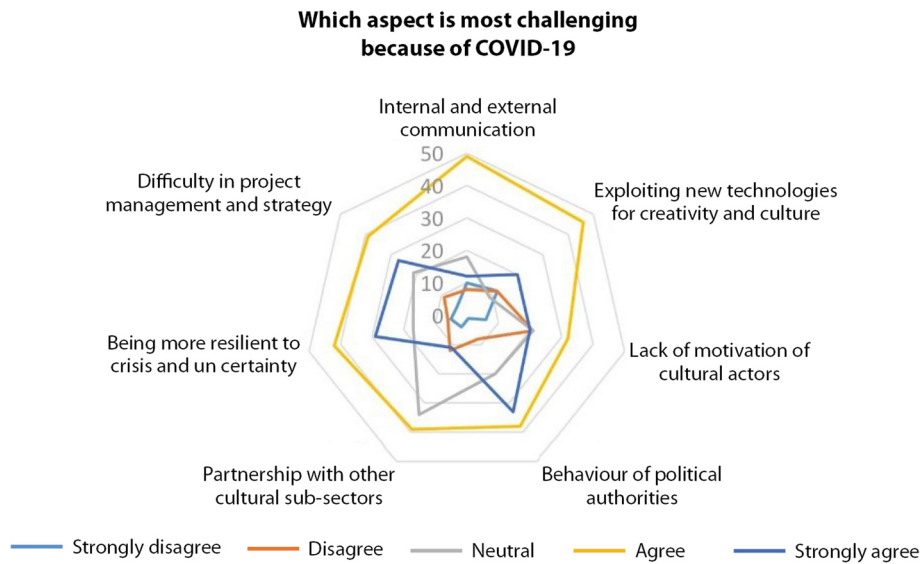 Which aspect is most challenging
because of COVID-19
Internal and external
communication
50
40
30
20
10
0
Difficulty in project
management and strategy
Exploiting new technologies
for creativity and culture
Being more resilient to
crisis and un certainty
Lack of motivation of
cultural actors
Partnership with other
cultural sub-sectors
Behaviour of political
authorities
Strongly disagree
Disagree
Neutral
Agree
Strongly agree